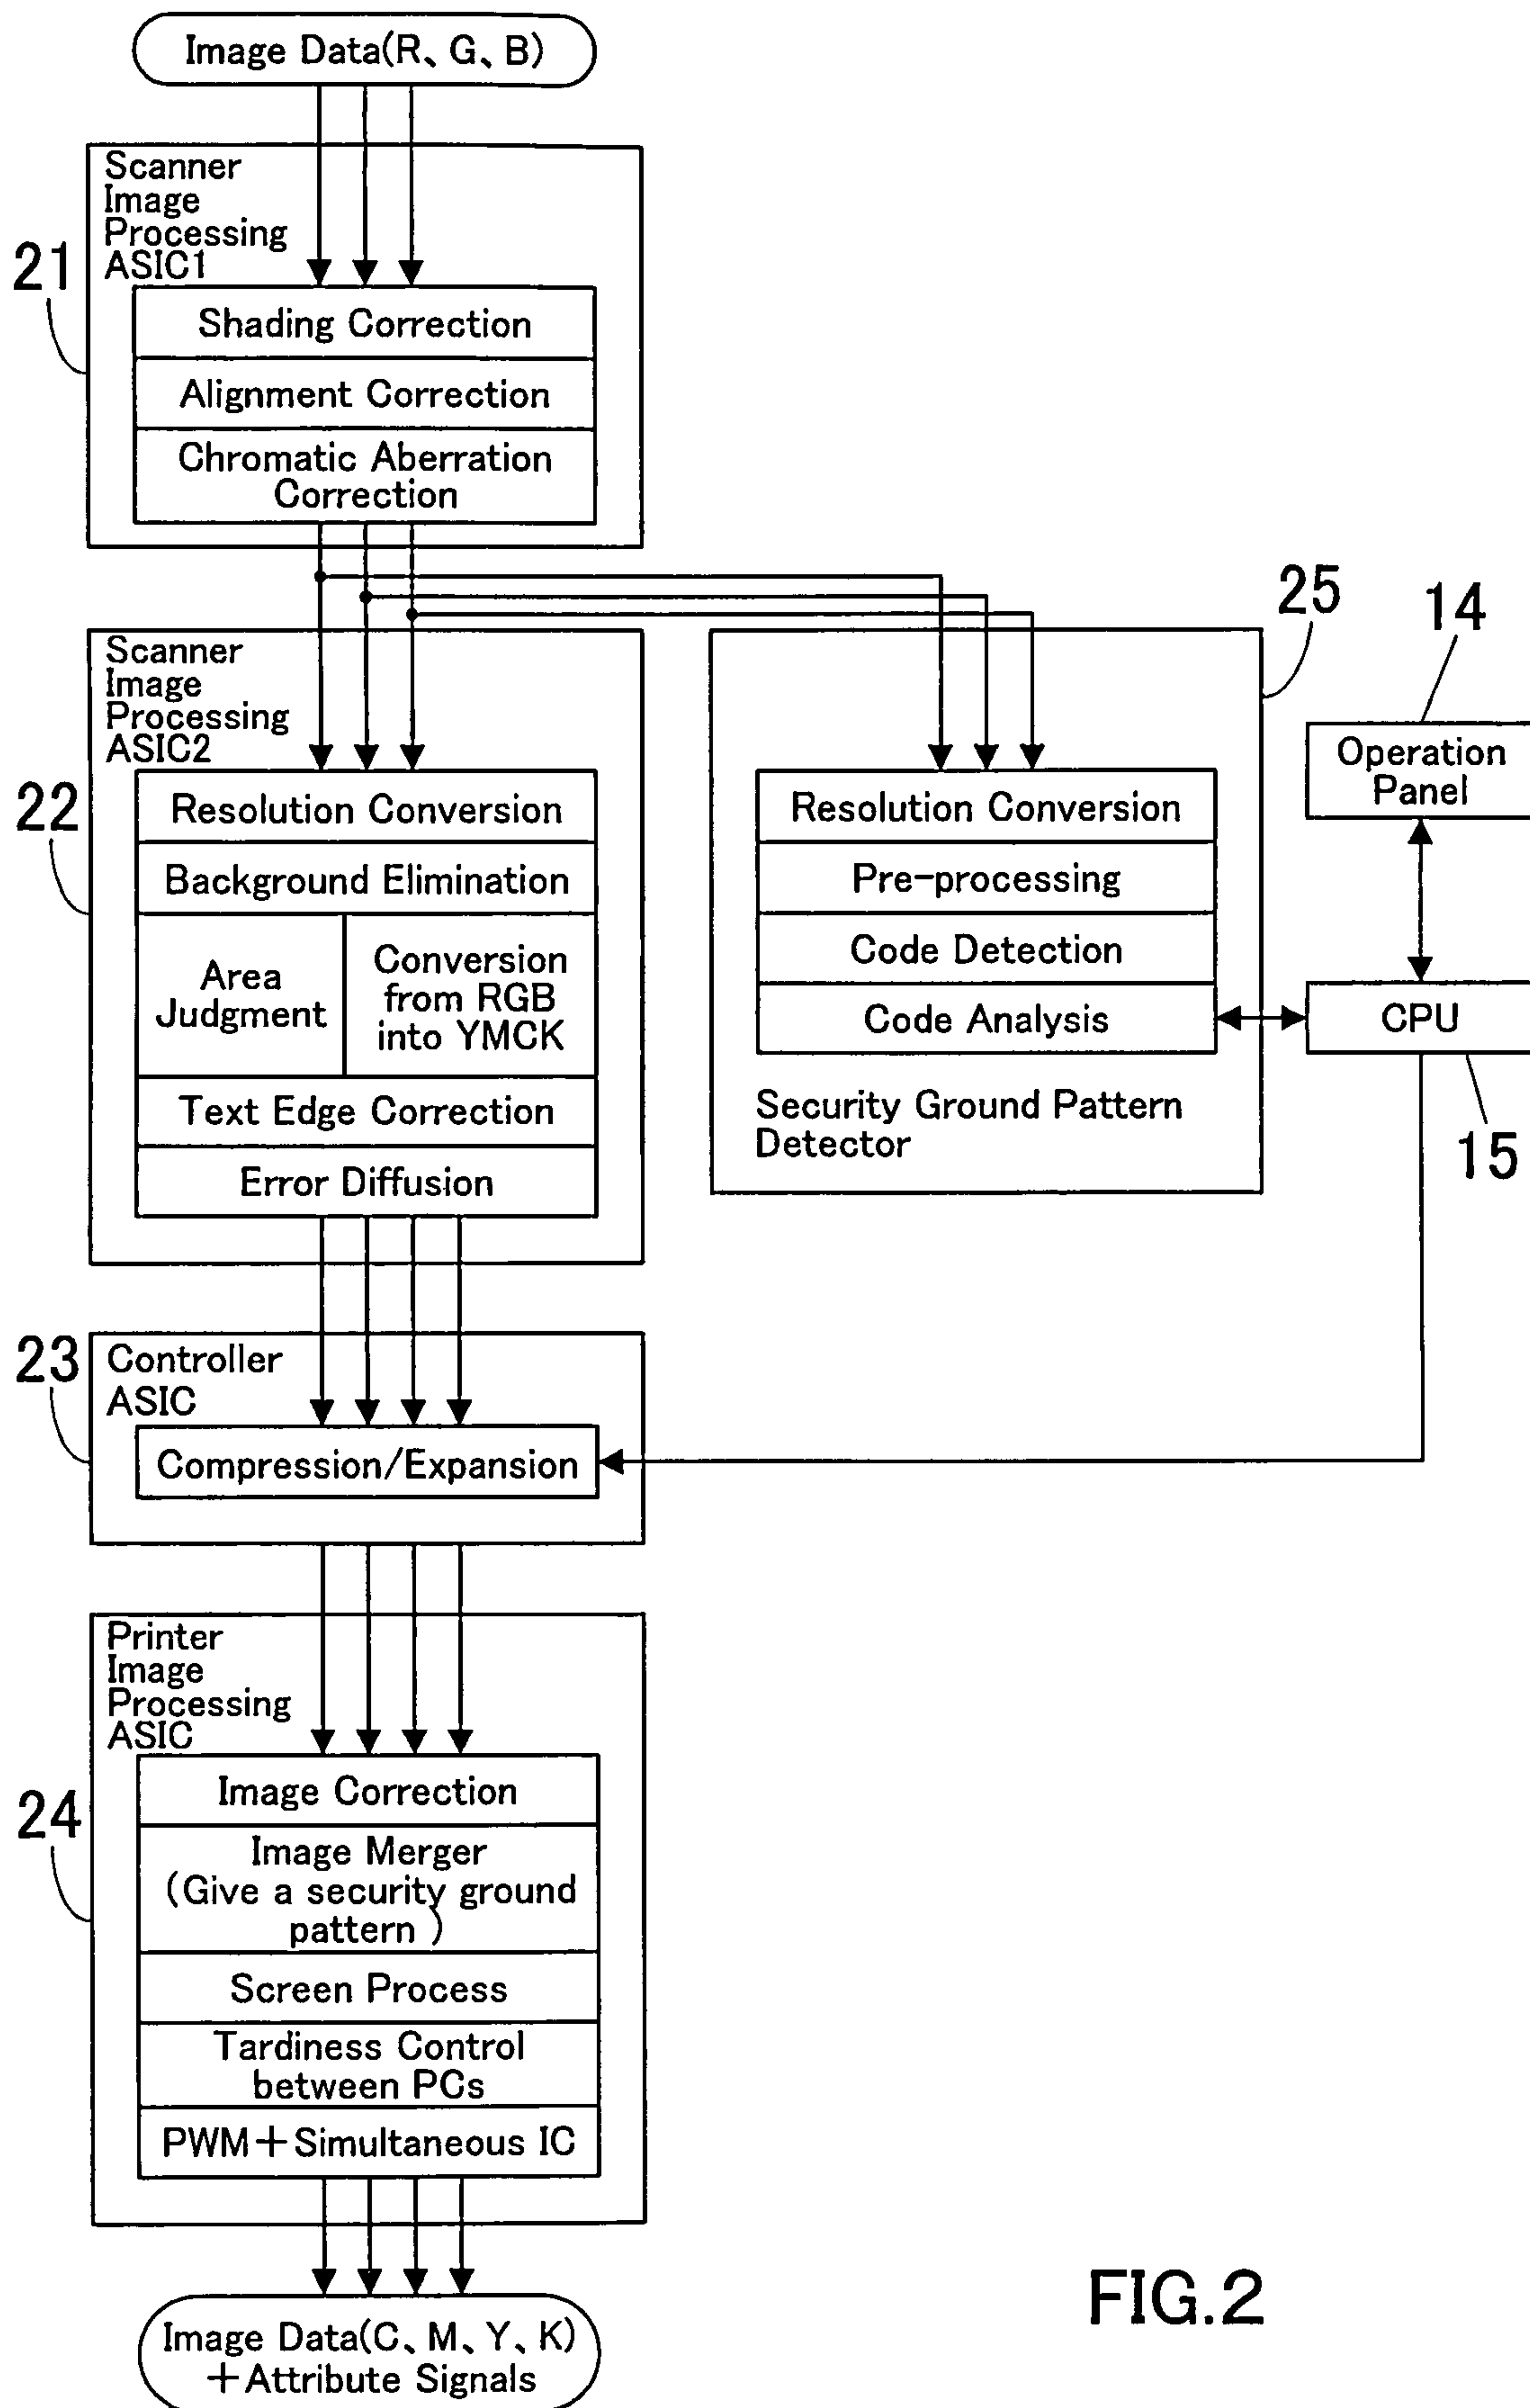 Image Data(R、G、B)
Scanner
Image
Processing
ASIC1
21
Shading Correction
Alignment Correction
Chromatic Aberration
Correction
Scanner
Image
Processing
ASIC2
22
Resolution Conversion
Background Elimination
Area
Judgment
Conversion
from RGB
into YMCK
Text Edge Correction
Error Diffusion
25
Resolution Conversion
Pre-processing
Code Detection
Code Analysis
Security Ground Pattern
Detector
14
Operation
Panel
CPU
15
23
Controller
ASIC
Compression/Expansion
Printer
Image
Processing
ASIC
24
Image Correction
Image Merger
(Give a security ground
pattern )
Screen Process
Tardiness Control
between PCs
PWM+Simultaneous IC
Image Data(C、M、Y、K)
+Attribute Signals
FIG.2